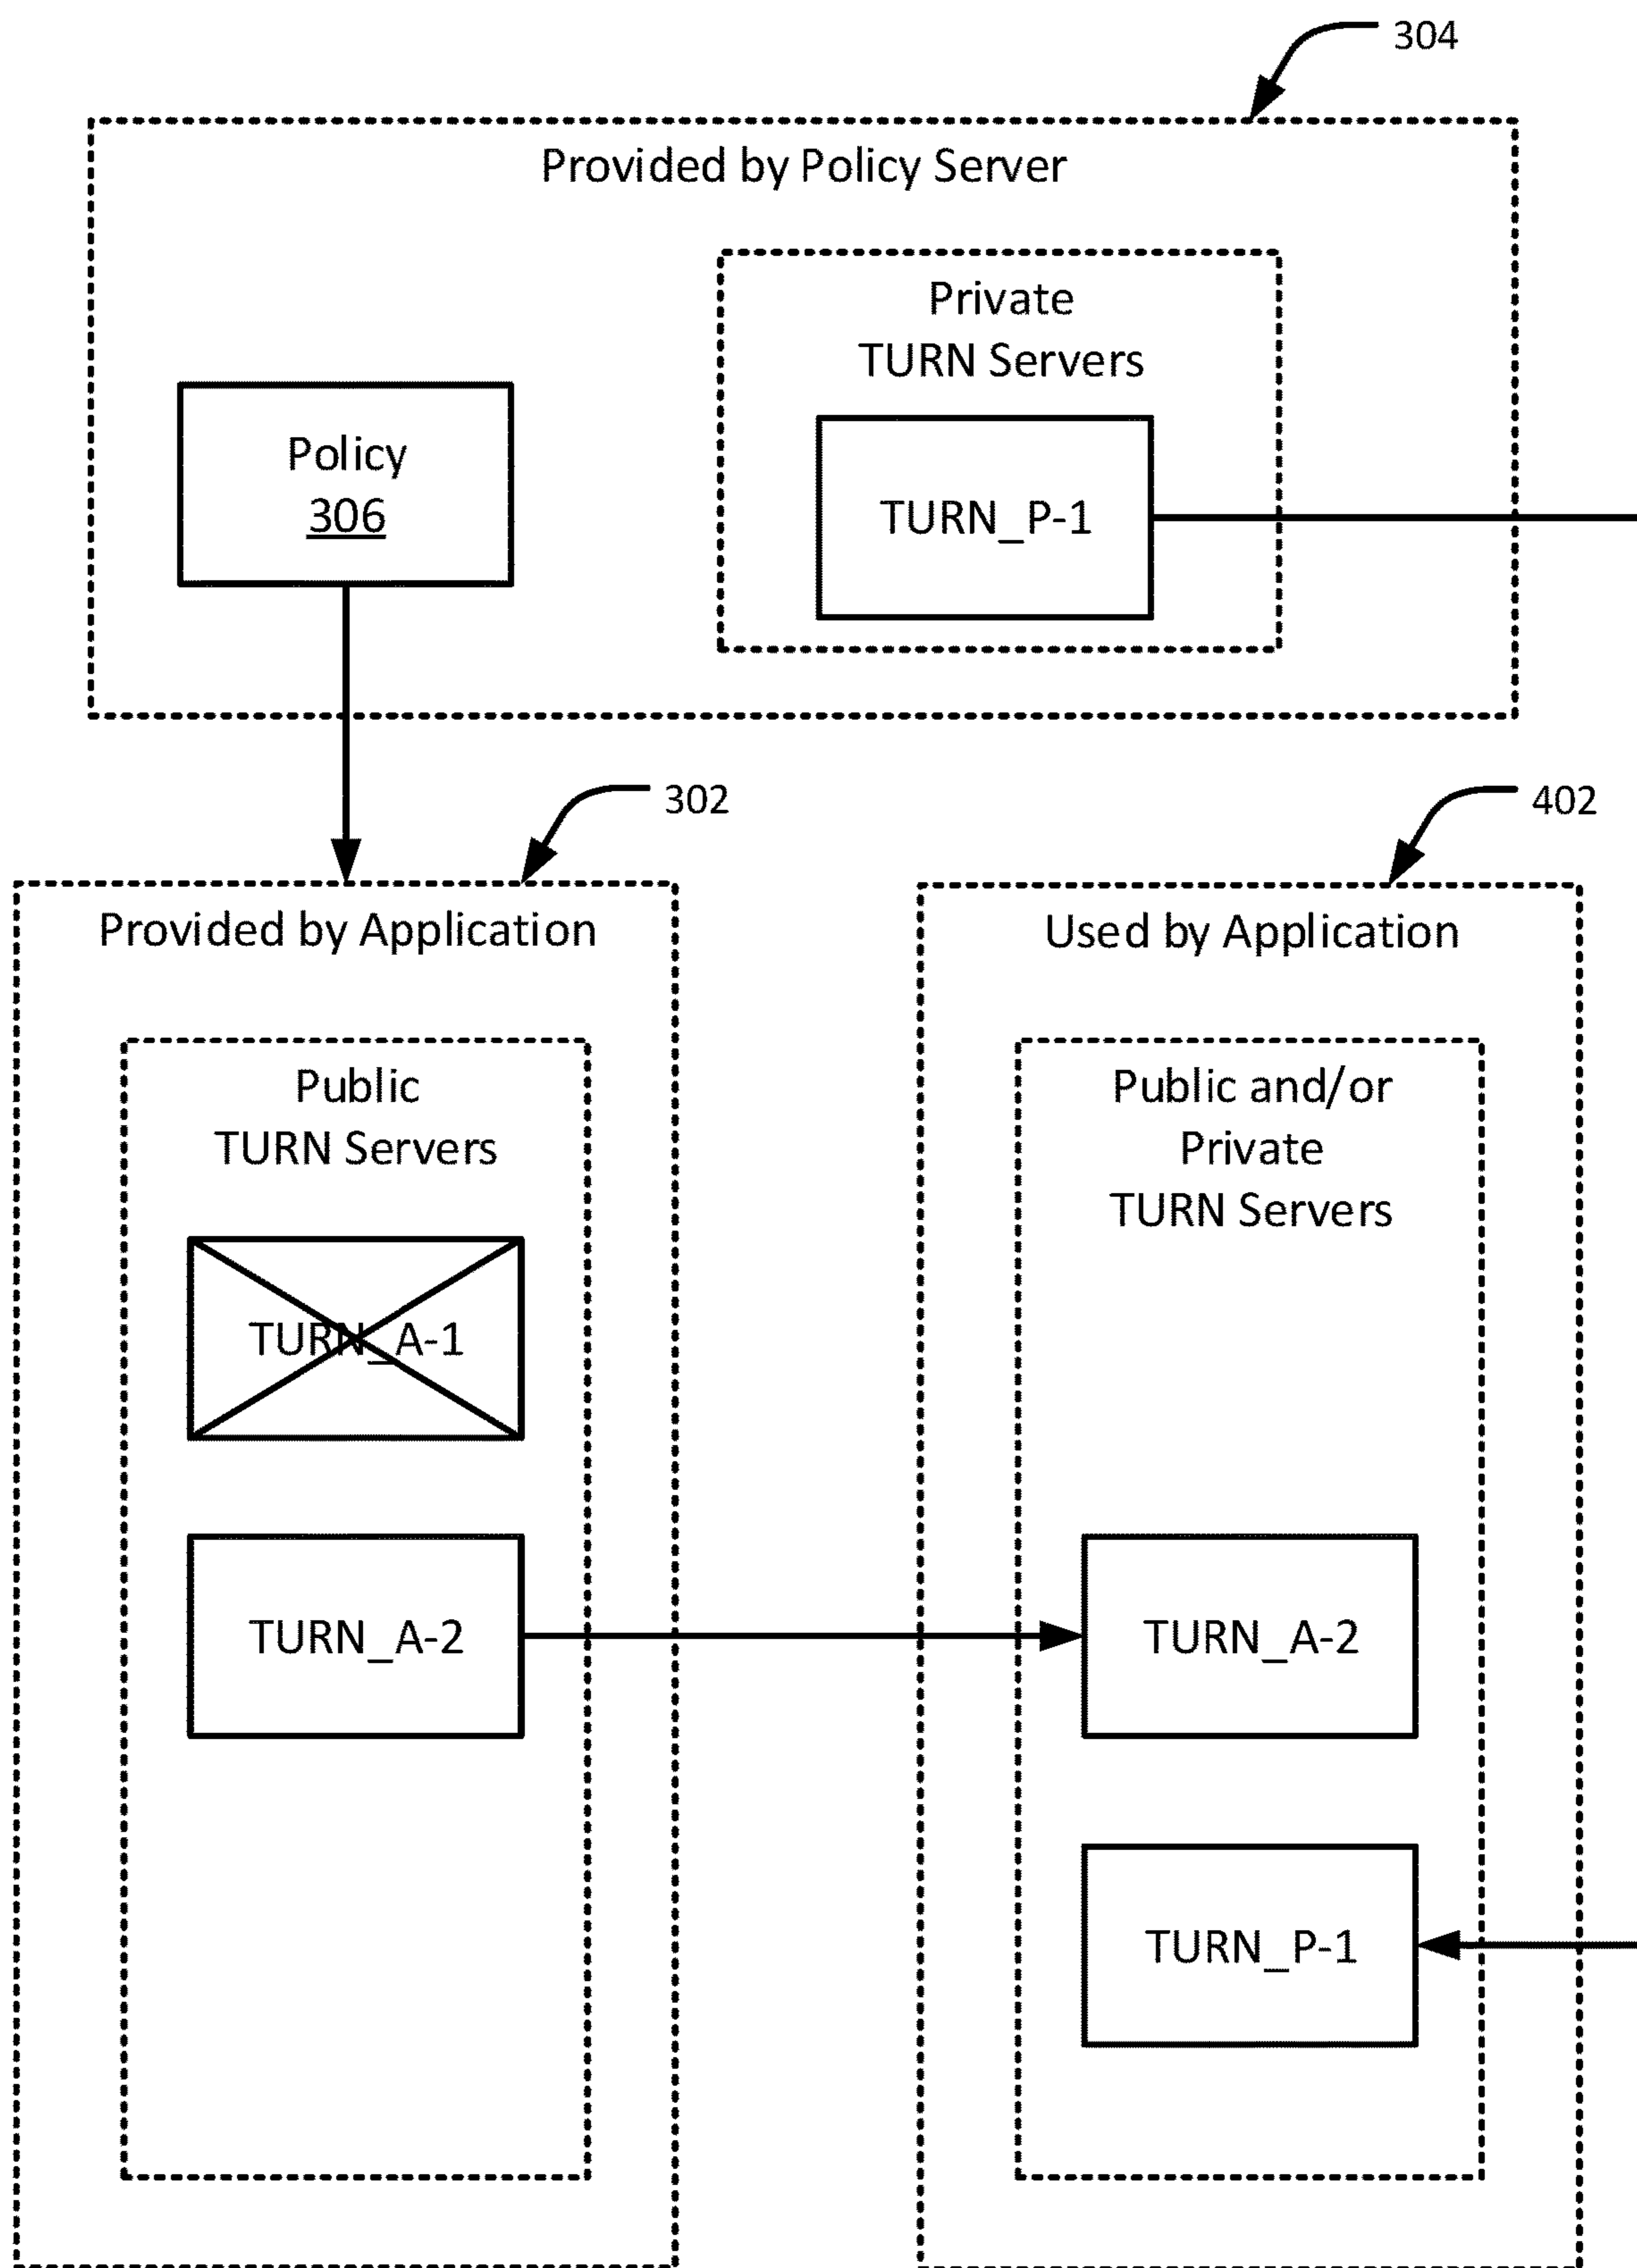 304
Provided by Policy Server
Private
TURN Servers
Policy
306
TURN_P-1
302
402
Provided by Application
Used by Application
Public
TURN Servers
Public and/or
Private
TURN Servers
TURN_A-1
TURN_A-2
TURN_A-2
TURN_P-1